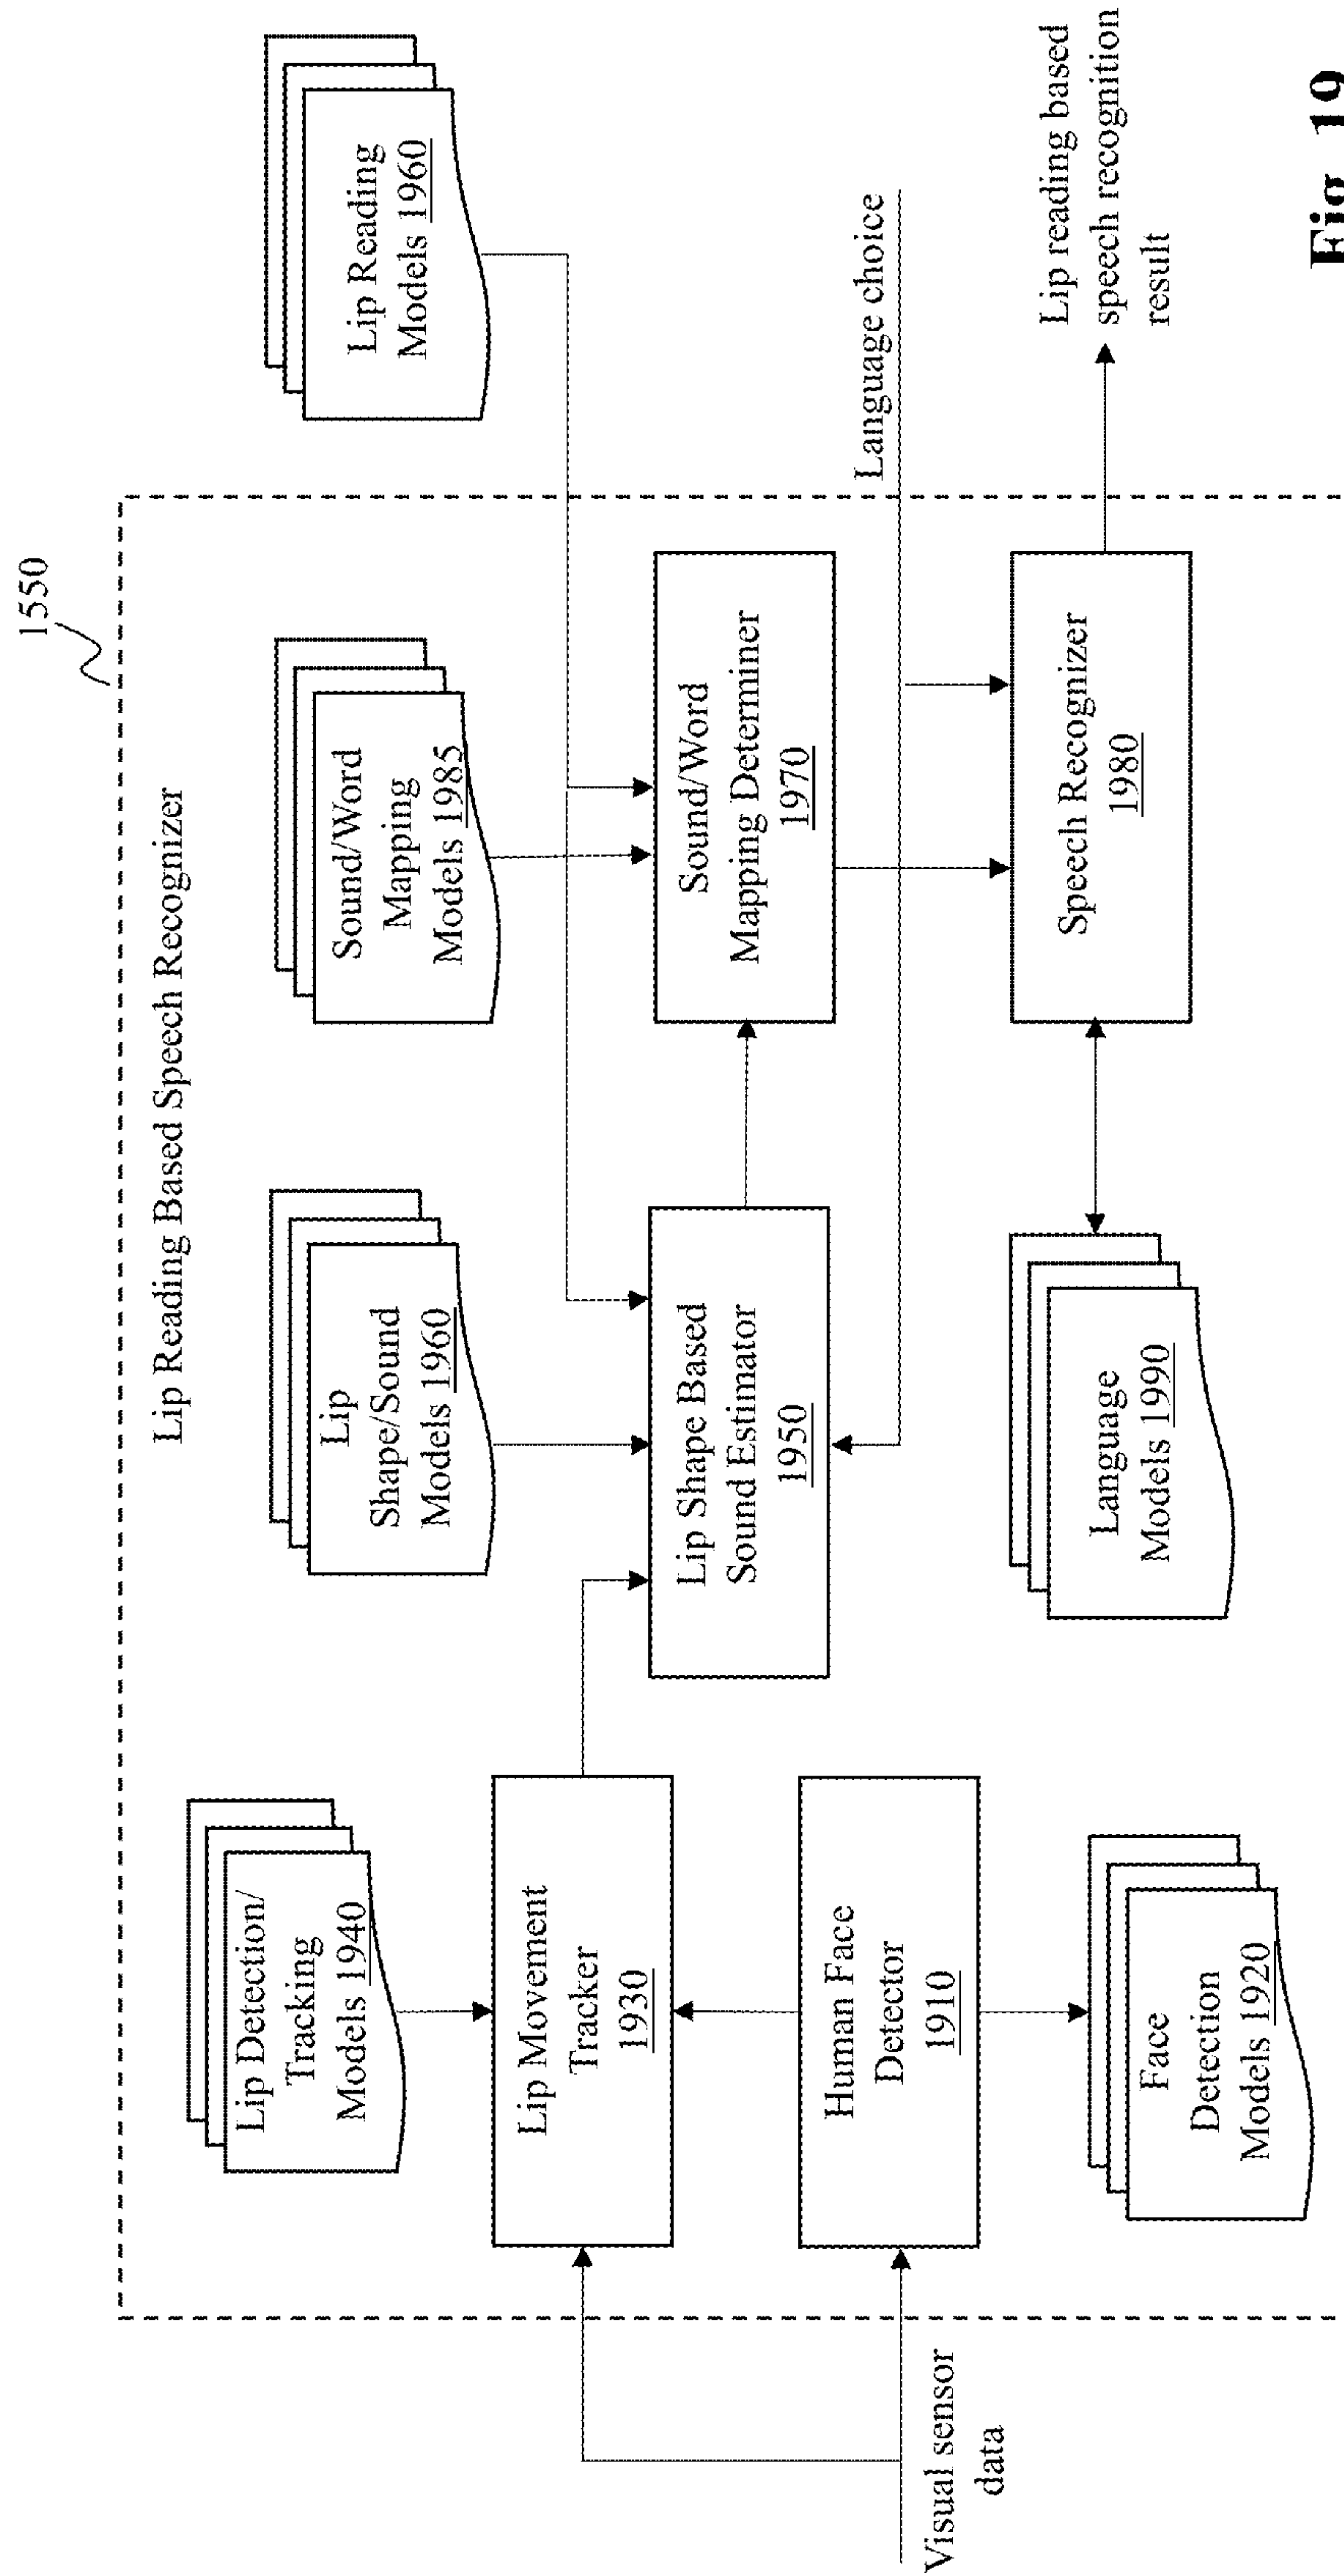 1550
Lip Reading Based Speech Recognizer
Lip Detection/
Tracking
Models 1940
Lip
Shape/Sound
Models 1960
Sound/Word
Mapping
Models 1985
Lip Reading
Models 1960
Lip Movement
Tracker
1930
Lip Shape Based
Sound Estimator
1950
Sound/Word
Mapping Determiner
1970
Human Face
Detector
1910
Language choice
Visual sensor
data
Face
Detection
Models 1920
Language
Models 1990
Speech Recognizer
1980
Lip reading based
speech recognition
result
Fig. 19